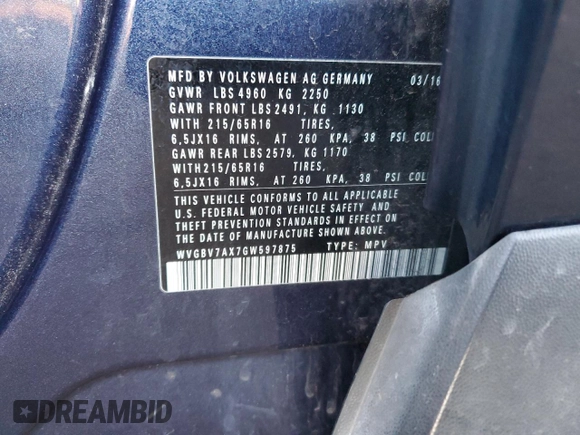 MFD BY VOLKSWAGEN AG GERMANY 03/16
GVWR LBS 4960 KG 2250
GAWR FRONT LBS 2491, KG 1130
WITH 215/65R16 TIRES,
6,5JX16 RIMS, AT 260 KPA, 38 PSI COL
GAWR REAR LBS 2579, KG 1170
WITH 215/65R16 TIRES,
6,5JX16 RIMS, AT 260 KPA, 38 PSI COL
THIS VEHICLE CONFORMS TO ALL APPLICABLE
U.S. FEDERAL MOTOR VEHICLE SAFETY AND
THEFT PREVENTION STANDARDS IN EFFECT ON
THE DATE OF MANUFACTURE SHOWN ABOVE
WVGBV7AX7GW597875 TYPE: MPV
DREAMBID